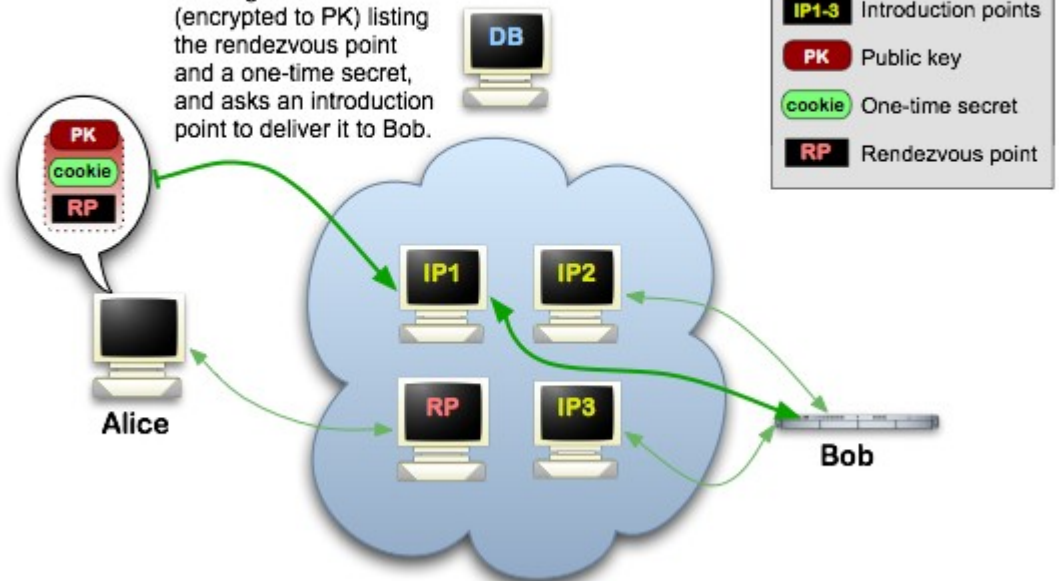 (encrypted to PK) listing
the rendezvous point
and a one-time secret,
and asks an introduction
point to deliver it to Bob.
DB
IP1-3 Introduction points
PK Public key
cookie One-time secret
RP Rendezvous point
PK
cookie
RP
IP1
IP2
RP
IP3
Alice
Bob